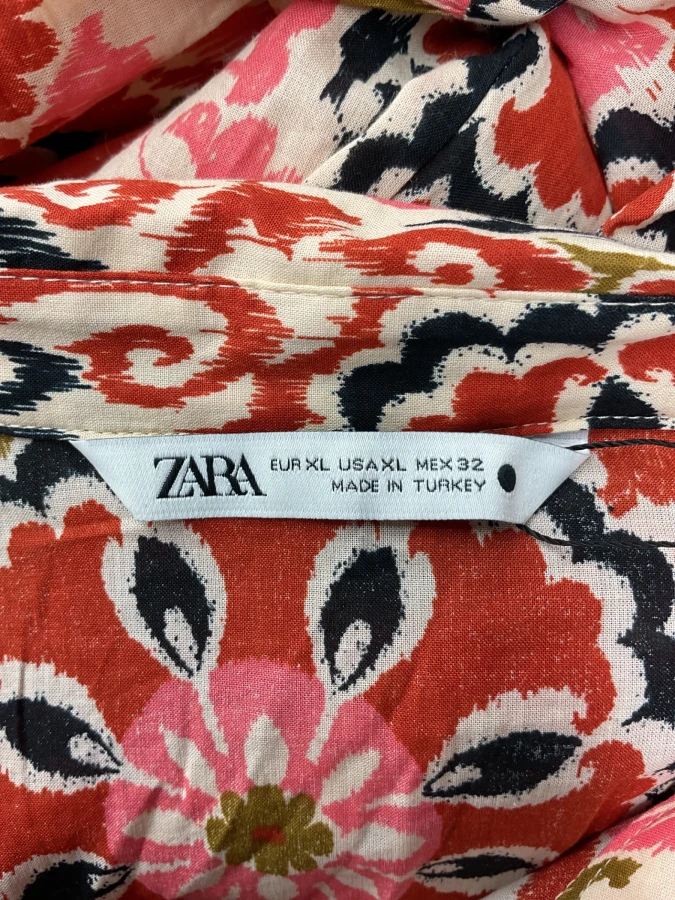 ZARA
EUR XL USA XL MEX 32
MADE IN TURKEY